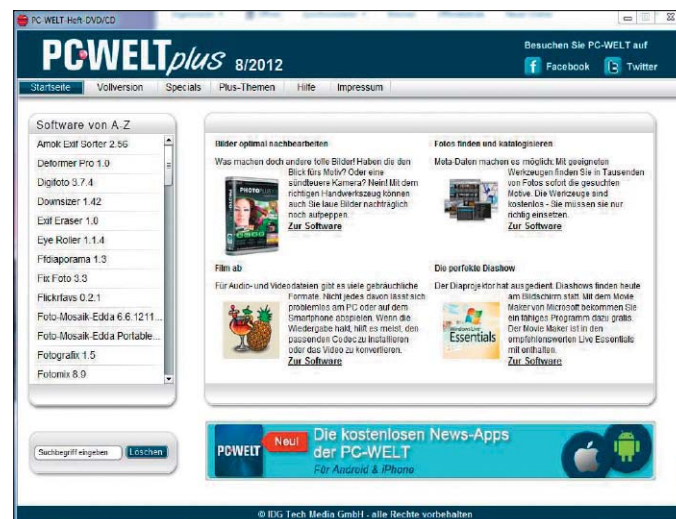 PC-WELT-Heft-DVD/CD
PC WELT plus 8/2012
Besuchen Sie PC-WELT auf
Facebook Twitter
Startseite Vollversion Specials Plus-Themen Hilfe Impressum
Software von A-Z
Amok Exif Sorter 2.56
Deformer Pro 1.0
Digifoto 3.7.4
Downsizer 1.42
Exif Eraser 1.0
Eye Roller 1.1.4
Ffdiaporama 1.3
Fix Foto 3.3
Flickrfavs 0.2.1
Foto-Mosaik-Edda 6.6.1211...
Foto-Mosaik-Edda Portable...
Fotografix 1.5
Fotomix 8.9
Suchbegriff eingeben Löschen
Bilder optimal nachbearbeiten
Was machen doch andere tolle Bilder! Haben die den
Blick fürs Motiv? Oder eine
sündteuere Kamera? Nein! Mit dem
richtigen Handwerkszeug können
auch Sie laue Bilder nachträglich
noch aufpeppen.
Zur Software
Fotos finden und katalogisieren
Meta-Daten machen es möglich: Mit geeigneten
Werkzeugen finden Sie in Tausenden
von Fotos sofort die gesuchten
Motive. Die Werkzeuge sind
kostenlos - Sie müssen sie nur
richtig einsetzen.
Zur Software
Film ab
Für Audio- und Videodateien gibt es viele gebräuchliche
Formate. Nicht jedes davon lässt sich
problemlos am PC oder auf dem
Smartphone abspielen. Wenn die
Wiedergabe hakt, hilft es meist, den
passenden Codec zu installieren
oder das Video zu konvertieren.
Zur Software
Die perfekte Diashow
Der Diaprojektor hat ausgedient. Diashows finden heute
am Bildschirm statt. Mit dem Movie
Maker von Microsoft bekommen Sie
ein fähiges Programm dazu gratis.
Der Movie Maker ist in den
empfehlenswerten Live Essentials
mit enthalten.
Zur Software
Windows Live
Essentials
PCWELT Neu! Die kostenlosen News-Apps
der PC-WELT
Für Android & iPhone
© IDG Tech Media GmbH - alle Rechte vorbehalten